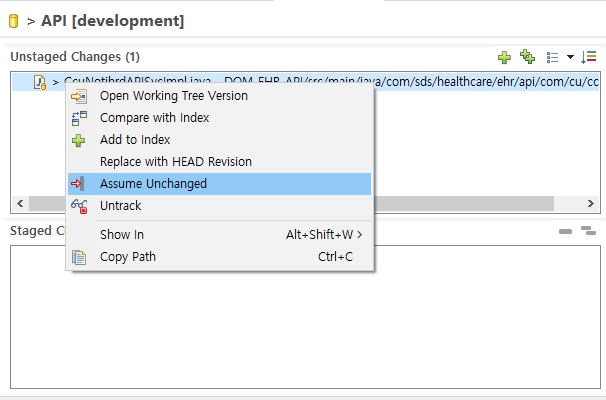 > API [development]
Unstaged Changes (1)
> CcuNotibrdAPISvcImpl.java - DOM_EHR_API/src/main/java/com/sds/healthcare/ehr/api/com/cu/cc
Open Working Tree Version
Compare with Index
Add to Index
Replace with HEAD Revision
Assume Unchanged
Untrack
Show In Alt+Shift+W >
Copy Path Ctrl+C
Staged C